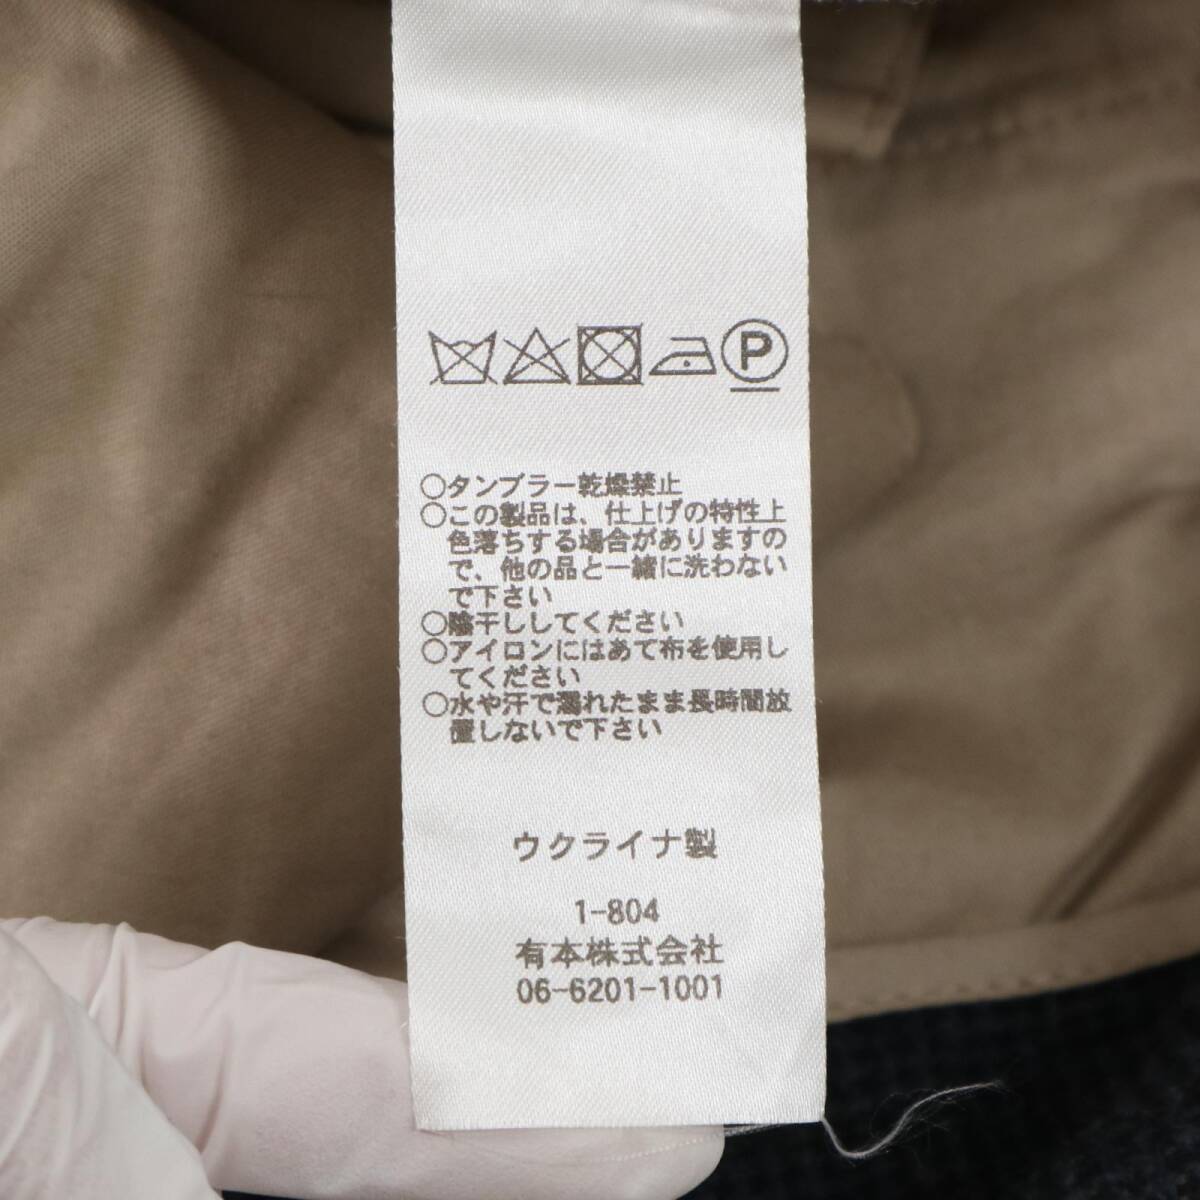 P
○タンブラー乾燥禁止
○この製品は、仕上げの特性上
色落ちする場合がありますの
で、他の品と一緒に洗わない
で下さい
○陰干ししてください
○アイロンにはあて布を使用し
てください
○水や汗で濡れたまま長時間放
置しないで下さい
ウクライナ製
1-804
有本株式会社
06-6201-1001